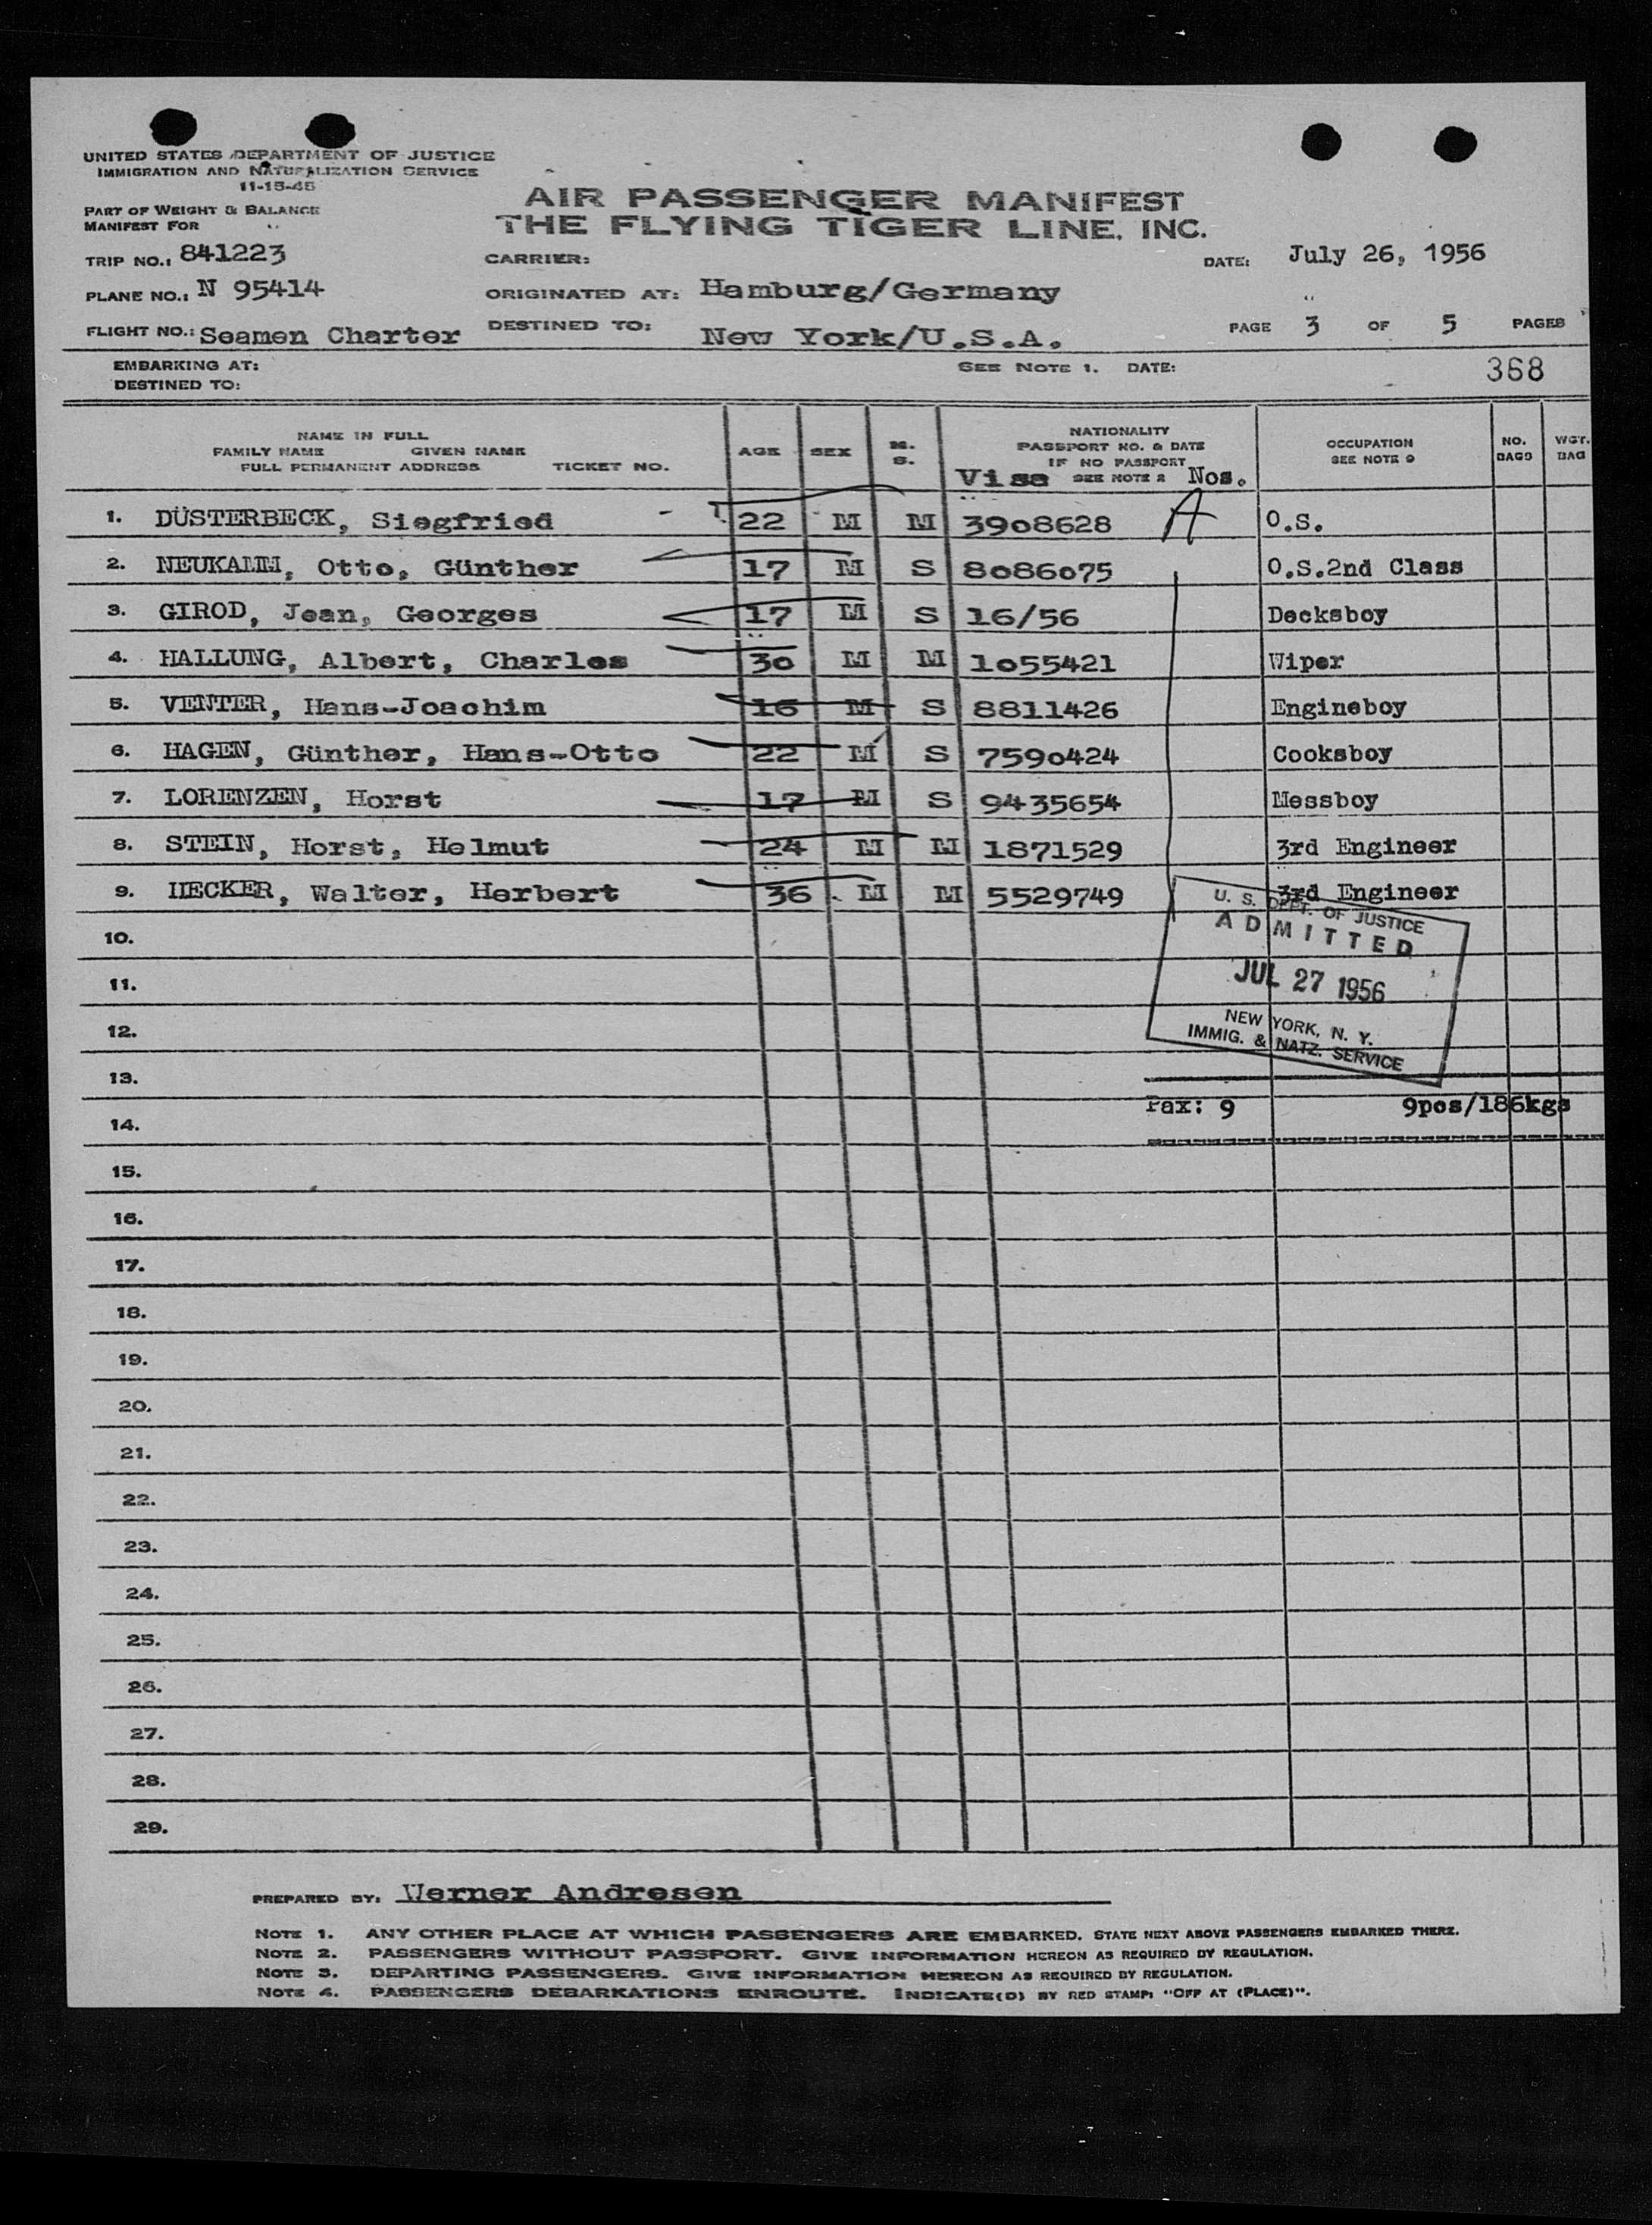 UNITED STATES DEPARTMENT OF JUSTICE
IMMIGRATION AND NATURALIZATION SERVICE
11-15-45
AIR PASSENGER MANIFEST
PART OF WEIGHT & BALANCE
MANIFEST FOR
THE FLYING TIGER LINE, INC.
TRIP NO.: 841223 CARRIER: DATE: July 26, 1956
PLANE NO.: N 95414 ORIGINATED AT: Hamburg/Germany
FLIGHT NO.: Seamen Charter DESTINED TO: New York/U.S.A. PAGE 3 OF 5 PAGES
EMBARKING AT: SEE NOTE 1. DATE: 368
DESTINED TO:
NAME IN FULL
FAMILY NAME GIVEN NAME
FULL PERMANENT ADDRESS TICKET NO. AGE SEX M. S. NATIONALITY PASSPORT NO. & DATE IF NO PASSPORT SEE NOTE 2 Visa Nos. OCCUPATION SEE NOTE 9 NO. BAGS WGT. BAG
1. DÜSTERBECK, Siegfried 22 M M 3908628 A O.S.
2. NEUKAMM, Otto, Günther 17 M S 8086075 O.S.2nd Class
3. GIROD, Jean, Georges 17 M S 16/56 Decksboy
4. HALLUNG, Albert, Charles 30 M M 1055421 Wiper
5. VENTER, Hans-Joachim 16 M S 8811426 Engineboy
6. HAGEN, Günther, Hans-Otto 22 M S 7590424 Cooksboy
7. LORENZEN, Horst 17 M S 9435654 Messboy
8. STEIN, Horst, Helmut 24 M M 1871529 3rd Engineer
9. HECKER, Walter, Herbert 36 M M 5529749 3rd Engineer
U. S. DEPT. OF JUSTICE
ADMITTED
JUL 27 1956
NEW YORK, N. Y.
IMMIG. & NATZ. SERVICE
10.
11.
12.
13.
Pax: 9 9pcs/186kgs
14.
15.
16.
17.
18.
19.
20.
21.
22.
23.
24.
25.
26.
27.
28.
29.
PREPARED BY: Werner Andresen
NOTE 1. ANY OTHER PLACE AT WHICH PASSENGERS ARE EMBARKED. STATE NEXT ABOVE PASSENGERS EMBARKED THERE.
NOTE 2. PASSENGERS WITHOUT PASSPORT. GIVE INFORMATION HEREON AS REQUIRED BY REGULATION.
NOTE 3. DEPARTING PASSENGERS. GIVE INFORMATION HEREON AS REQUIRED BY REGULATION.
NOTE 4. PASSENGERS DEBARKATIONS ENROUTE. INDICATE(D) BY RED STAMP: "OFF AT (PLACE)".